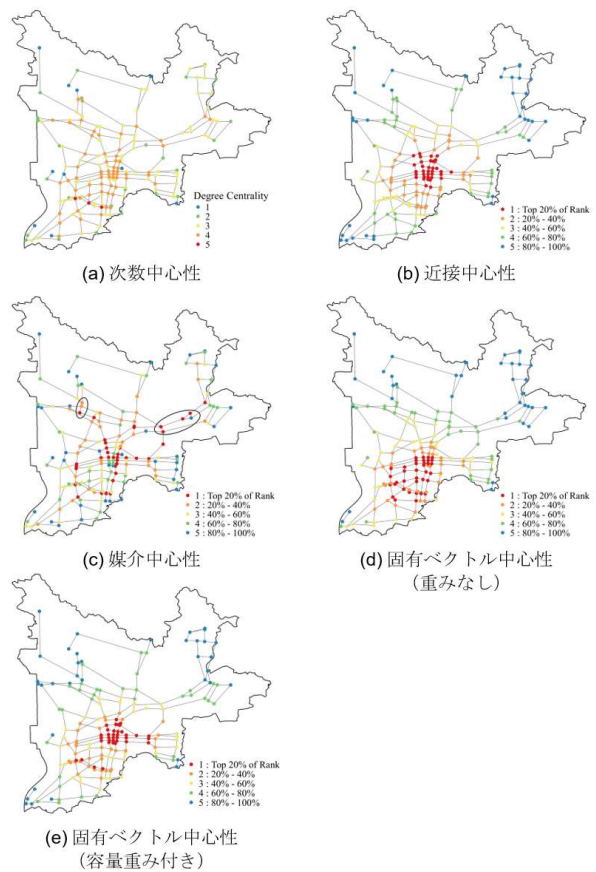 Degree Centrality
1
2
3
4
5
(a) 次数中心性
1 : Top 20% of Rank
2 : 20% - 40%
3 : 40% - 60%
4 : 60% - 80%
5 : 80% - 100%
(b) 近接中心性
1 : Top 20% of Rank
2 : 20% - 40%
3 : 40% - 60%
4 : 60% - 80%
5 : 80% - 100%
(c) 媒介中心性
1 : Top 20% of Rank
2 : 20% - 40%
3 : 40% - 60%
4 : 60% - 80%
5 : 80% - 100%
(d) 固有ベクトル中心性
（重みなし）
1 : Top 20% of Rank
2 : 20% - 40%
3 : 40% - 60%
4 : 60% - 80%
5 : 80% - 100%
(e) 固有ベクトル中心性
（容量重み付き）